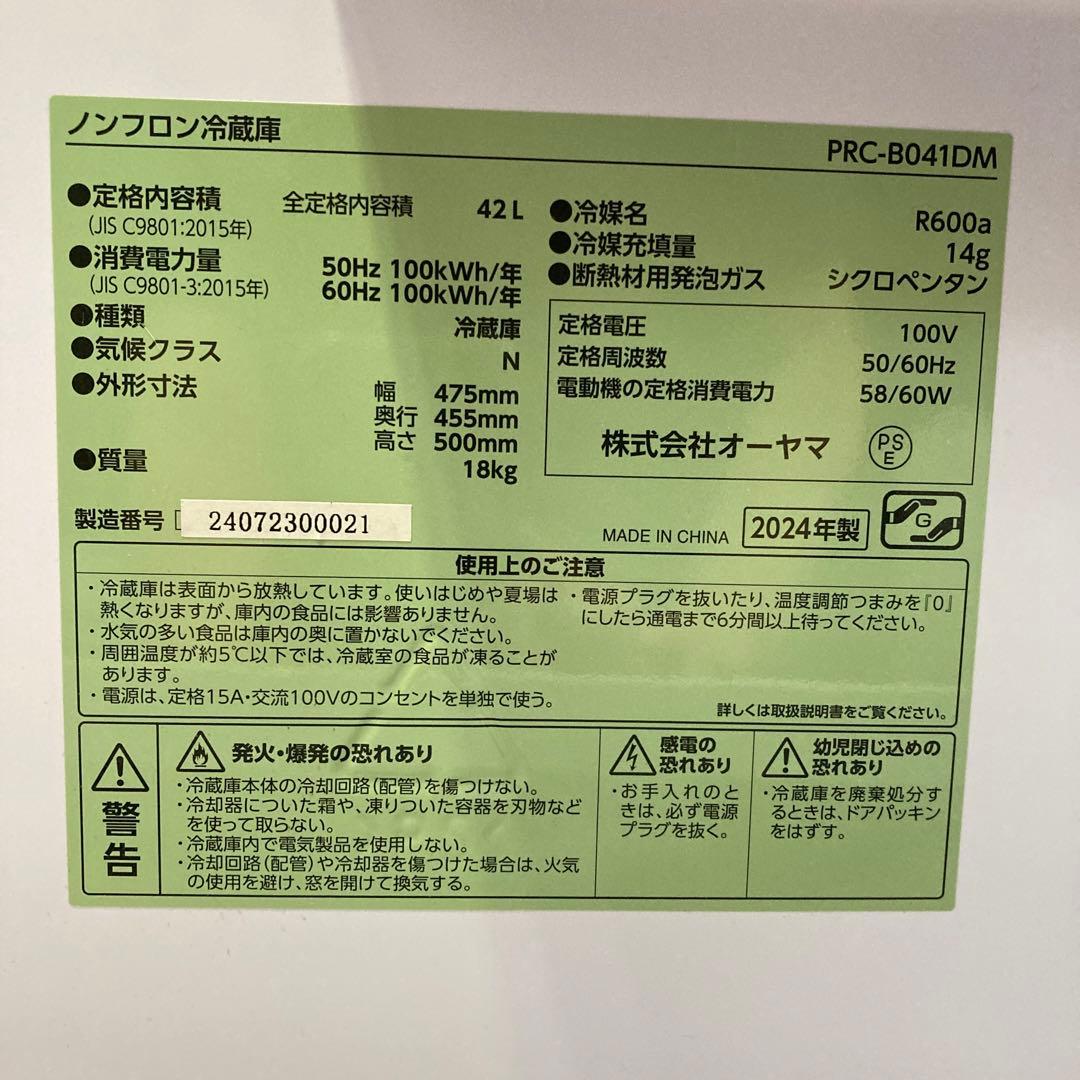 ノンフロン冷蔵庫
PRC-B041DM
●定格内容積 全定格内容積 42L
(JIS C9801:2015年)
●消費電力量 50Hz 100kWh/年
(JIS C9801-3:2015年) 60Hz 100kWh/年
●種類 冷蔵庫
●気候クラス N
●外形寸法 幅 475mm
奥行 455mm
高さ 500mm
●質量 18kg
●冷媒名 R600a
●冷媒充填量 14g
●断熱材用発泡ガス シクロペンタン
定格電圧 100V
定格周波数 50/60Hz
電動機の定格消費電力 58/60W
株式会社オーヤマ PSE
製造番号 24072300021
MADE IN CHINA 2024年製 G
使用上のご注意
・冷蔵庫は表面から放熱しています。使いはじめや夏場は
熱くなりますが、庫内の食品には影響ありません。
・水気の多い食品は庫内の奥に置かないでください。
・周囲温度が約5℃以下では、冷蔵室の食品が凍ることが
あります。
・電源は、定格15A・交流100Vのコンセントを単独で使う。
・電源プラグを抜いたり、温度調節つまみを『0』
にしたら通電まで6分間以上待ってください。
詳しくは取扱説明書をご覧ください。
警告
発火・爆発の恐れあり
・冷蔵庫本体の冷却回路(配管)を傷つけない。
・冷却器についた霜や、凍りついた容器を刃物など
を使って取らない。
・冷蔵庫内で電気製品を使用しない。
・冷却回路(配管)や冷却器を傷つけた場合は、火気
の使用を避け、窓を開けて換気する。
感電の
恐れあり
・お手入れのと
きは、必ず電源
プラグを抜く。
幼児閉じ込めの
恐れあり
・冷蔵庫を廃棄処分す
るときは、ドアパッキン
をはずす。